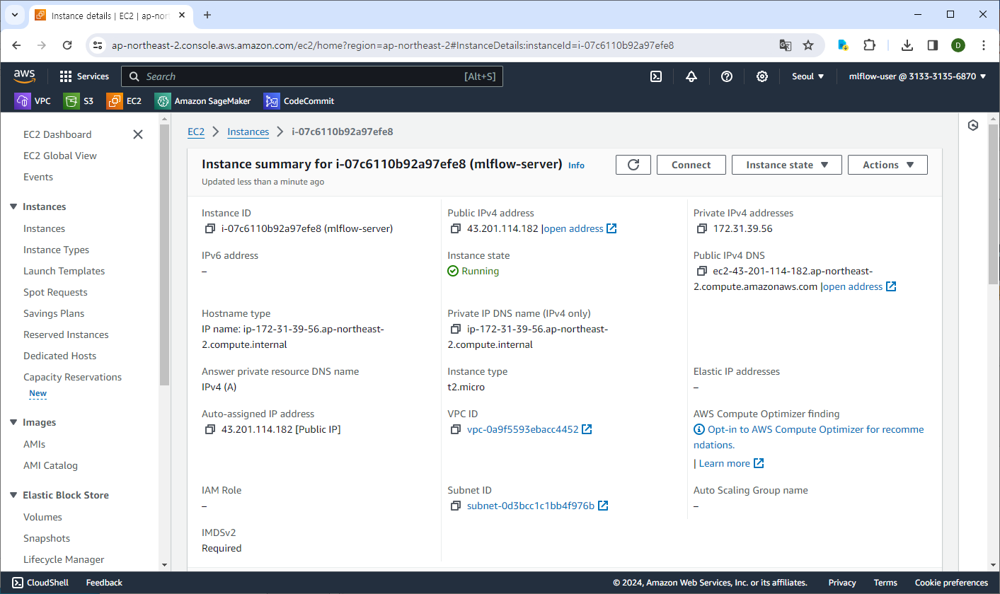 Instance details | EC2 | ap-nort
ap-northeast-2.console.aws.amazon.com/ec2/home?region=ap-northeast-2#InstanceDetails:instanceId=i-07c6110b92a97efe8
D
aws
Services
Search
[Alt+S]
Seoul
mlflow-user @ 3133-3135-6870
VPC
S3
EC2
Amazon SageMaker
CodeCommit
EC2 Dashboard
EC2 Global View
Events
Instances
Instances
Instance Types
Launch Templates
Spot Requests
Savings Plans
Reserved Instances
Dedicated Hosts
Capacity Reservations
New
Images
AMIs
AMI Catalog
Elastic Block Store
Volumes
Snapshots
Lifecycle Manager
EC2
Instances
i-07c6110b92a97efe8
Instance summary for i-07c6110b92a97efe8 (mlflow-server) Info
Updated less than a minute ago
Connect
Instance state
Actions
Instance ID
i-07c6110b92a97efe8 (mlflow-server)
Public IPv4 address
43.201.114.182 |open address
Private IPv4 addresses
172.31.39.56
IPv6 address
–
Instance state
Running
Public IPv4 DNS
ec2-43-201-114-182.ap-northeast-
2.compute.amazonaws.com |open address
Hostname type
IP name: ip-172-31-39-56.ap-northeast-
2.compute.internal
Private IP DNS name (IPv4 only)
ip-172-31-39-56.ap-northeast-
2.compute.internal
Answer private resource DNS name
IPv4 (A)
Instance type
t2.micro
Elastic IP addresses
–
Auto-assigned IP address
43.201.114.182 [Public IP]
VPC ID
vpc-0a9f5593ebacc4452
AWS Compute Optimizer finding
Opt-in to AWS Compute Optimizer for recomme
ndations.
| Learn more
IAM Role
–
Subnet ID
subnet-0d3bcc1c1bb4f976b
Auto Scaling Group name
–
IMDSv2
Required
CloudShell
Feedback
© 2024, Amazon Web Services, Inc. or its affiliates.
Privacy
Terms
Cookie preferences